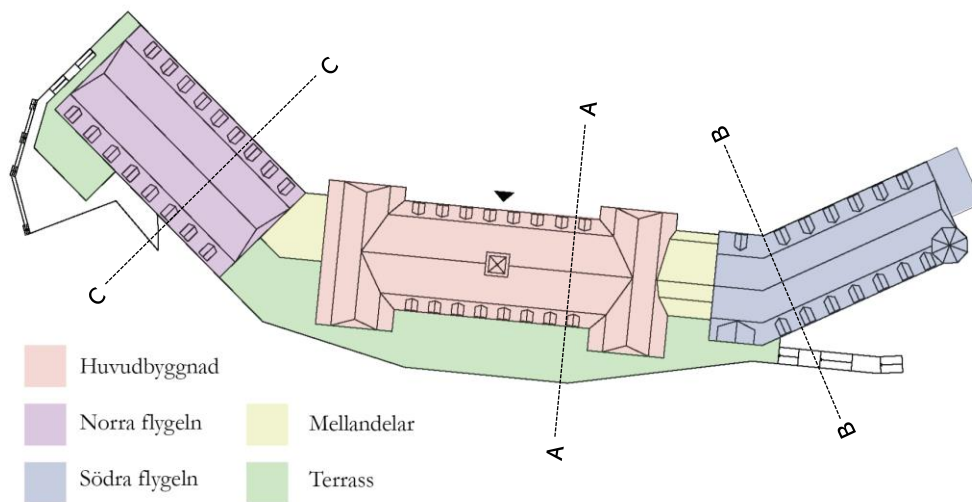 C
A
B
C
A
B
Huvudbyggnad
Norra flygeln
Mellandelar
Södra flygeln
Terrass